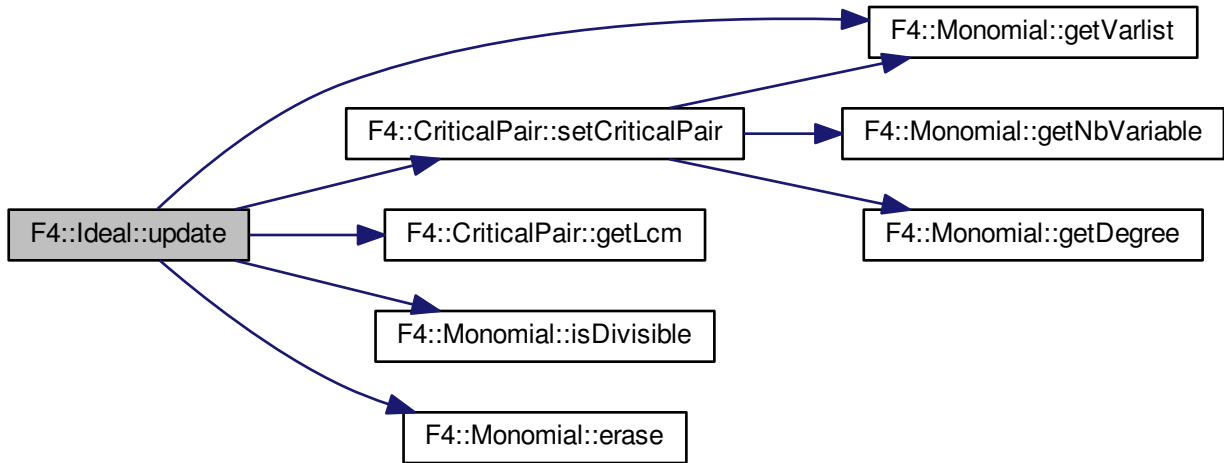 F4::Monomial::getVarlist
F4::CriticalPair::setCriticalPair
F4::Monomial::getNbVariable
F4::Ideal::update
F4::CriticalPair::getLcm
F4::Monomial::getDegree
F4::Monomial::isDivisible
F4::Monomial::erase